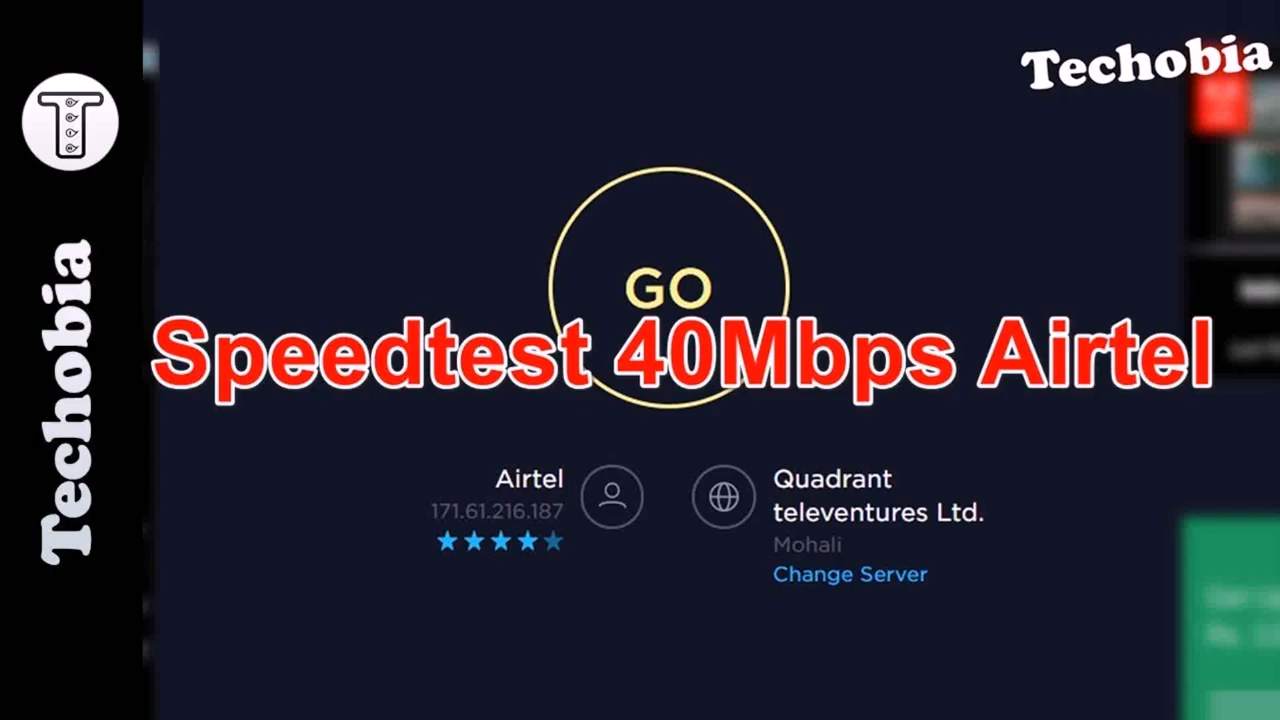 Techobia
T
Techobia
GO
Speedtest 40Mbps Airtel
Airtel
171.61.216.187
Quadrant
televentures Ltd.
Mohali
Change Server